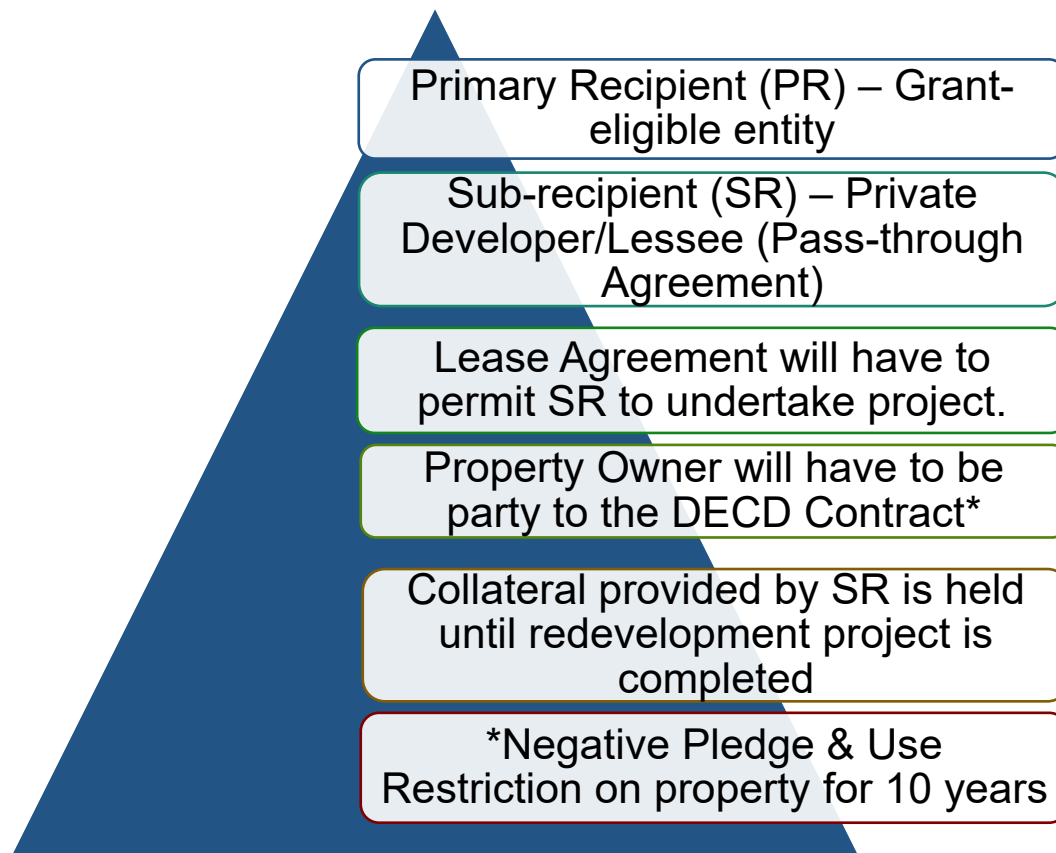 Primary Recipient (PR) – Grant-
eligible entity
Sub-recipient (SR) – Private
Developer/Lessee (Pass-through
Agreement)
Lease Agreement will have to
permit SR to undertake project.
Property Owner will have to be
party to the DECD Contract*
Collateral provided by SR is held
until redevelopment project is
completed
*Negative Pledge & Use
Restriction on property for 10 years